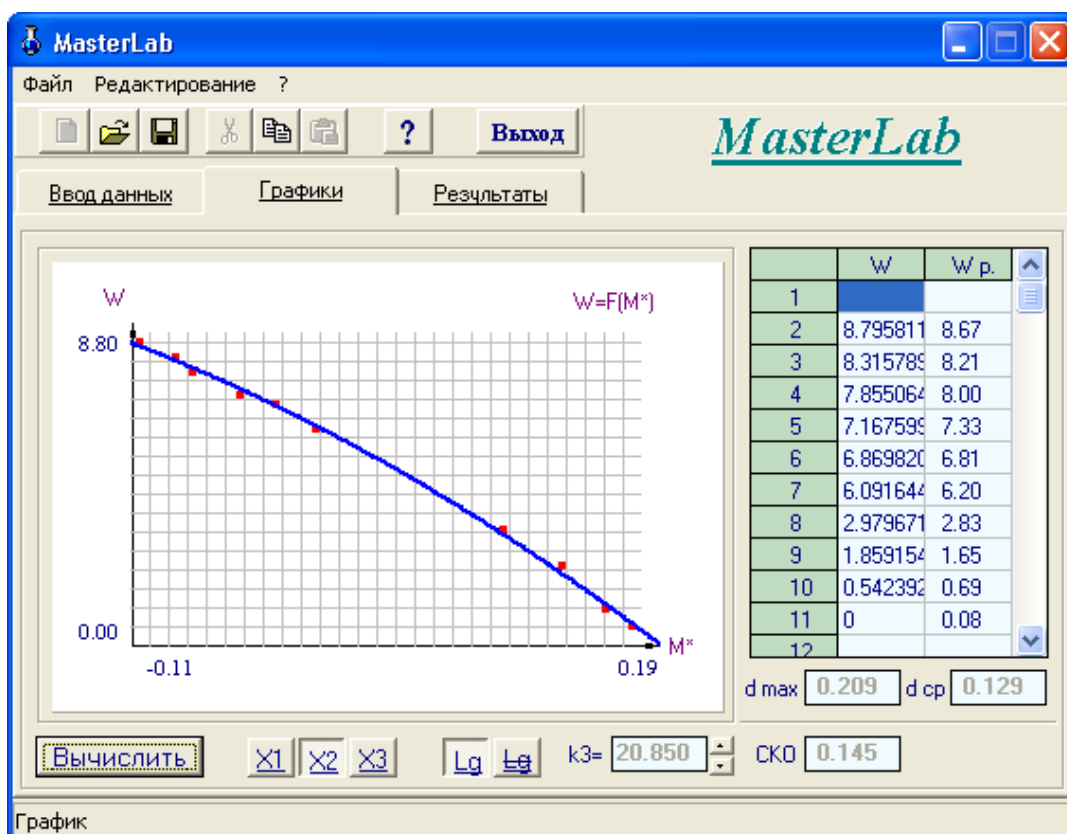 MasterLab
Файл Редактирование ?
? Выход
MasterLab
Ввод данных Графики Результаты
W W=F(M*)
8.80
0.00
M*
-0.11 0.19
W W р.
1
2 8.795811 8.67
3 8.315789 8.21
4 7.855064 8.00
5 7.167599 7.33
6 6.869820 6.81
7 6.091644 6.20
8 2.979671 2.83
9 1.859154 1.65
10 0.542392 0.69
11 0 0.08
12
d max 0.209 d ср 0.129
Вычислить X1 X2 X3 Lg Lg k3= 20.850 СКО 0.145
График